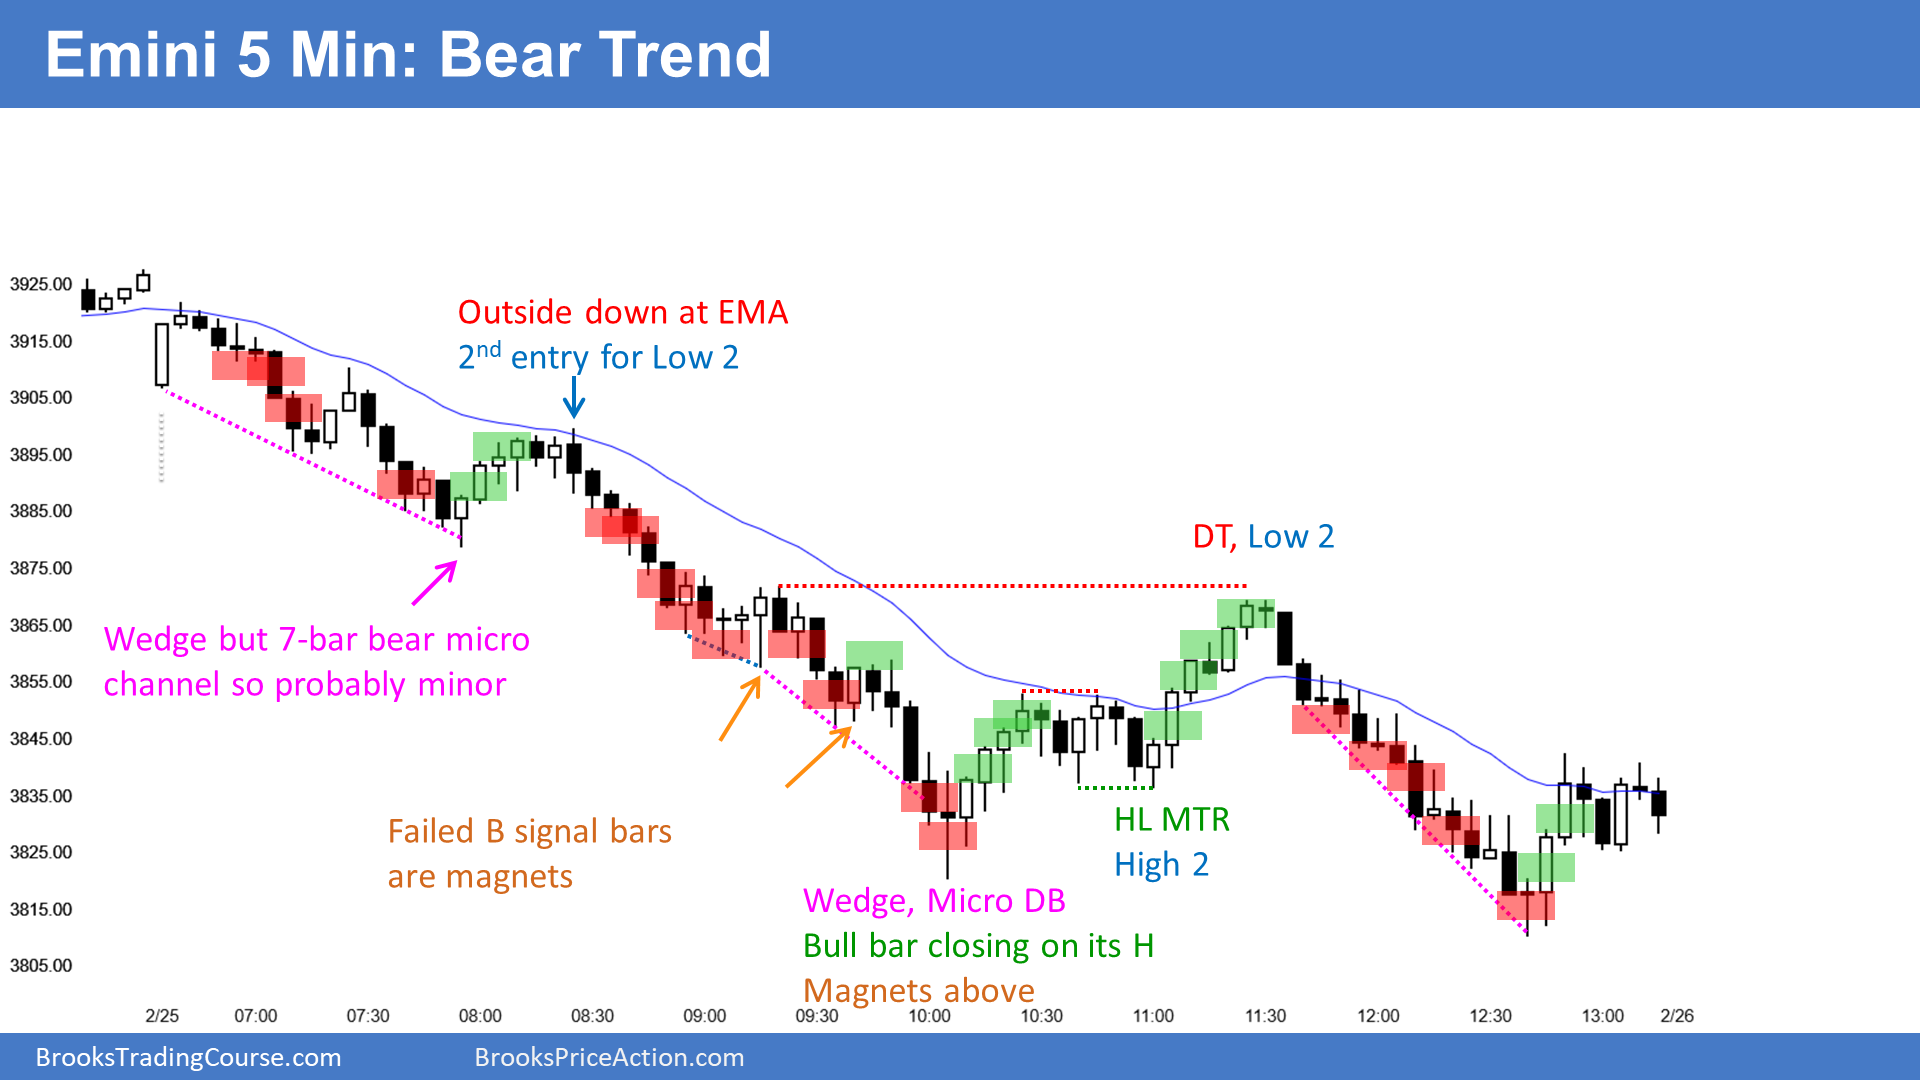 Emini 5 Min: Bear Trend
3925.00
3915.00
3905.00
3895.00
3885.00
3875.00
3865.00
3855.00
3845.00
3835.00
3825.00
3815.00
3805.00
Outside down at EMA
2nd entry for Low 2
DT, Low 2
Wedge but 7-bar bear micro
channel so probably minor
Failed B signal bars
are magnets
HL MTR
High 2
Wedge, Micro DB
Bull bar closing on its H
Magnets above
2/25 07:00 07:30 08:00 08:30 09:00 09:30 10:00 10:30 11:00 11:30 12:00 12:30 13:00 2/26
BrooksTradingCourse.com BrooksPriceAction.com